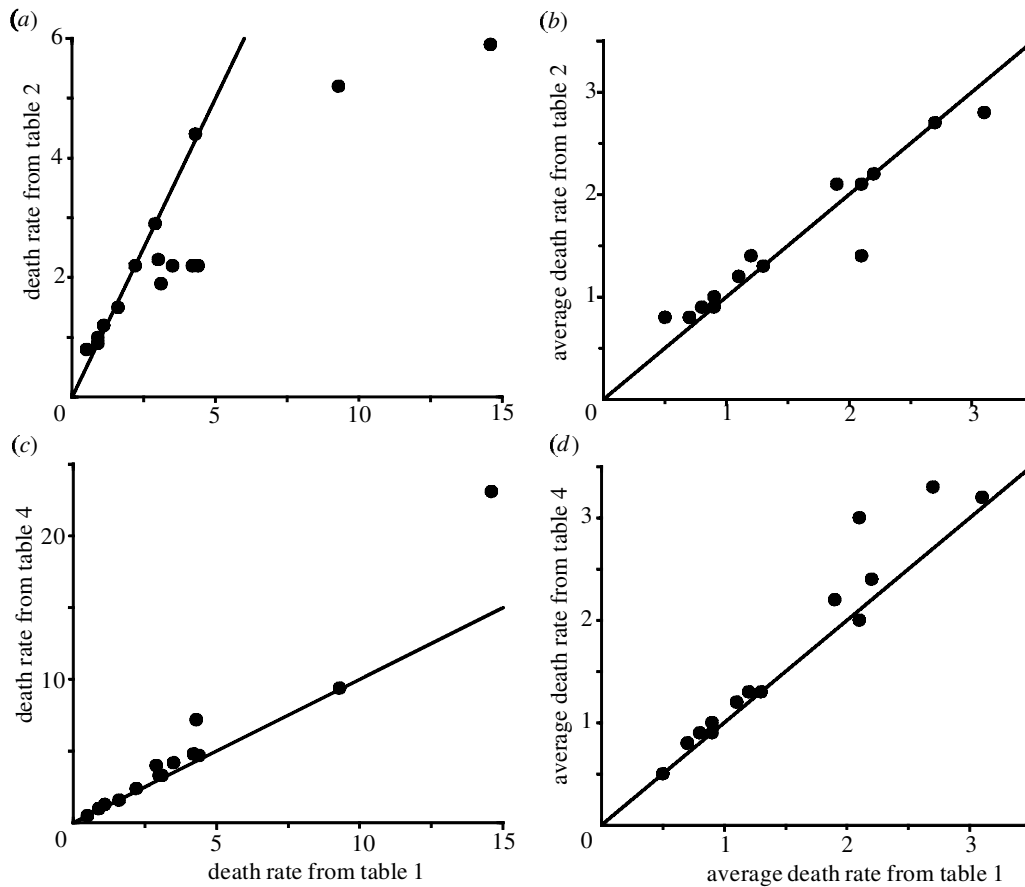 (a)
6
4
2
0
5
10
15
death rate from table 2
(b)
3
2
1
0
1
2
3
average death rate from table 2
(c)
20
10
0
5
10
15
death rate from table 4
death rate from table 1
(d)
3
2
1
0
1
2
3
average death rate from table 4
average death rate from table 1